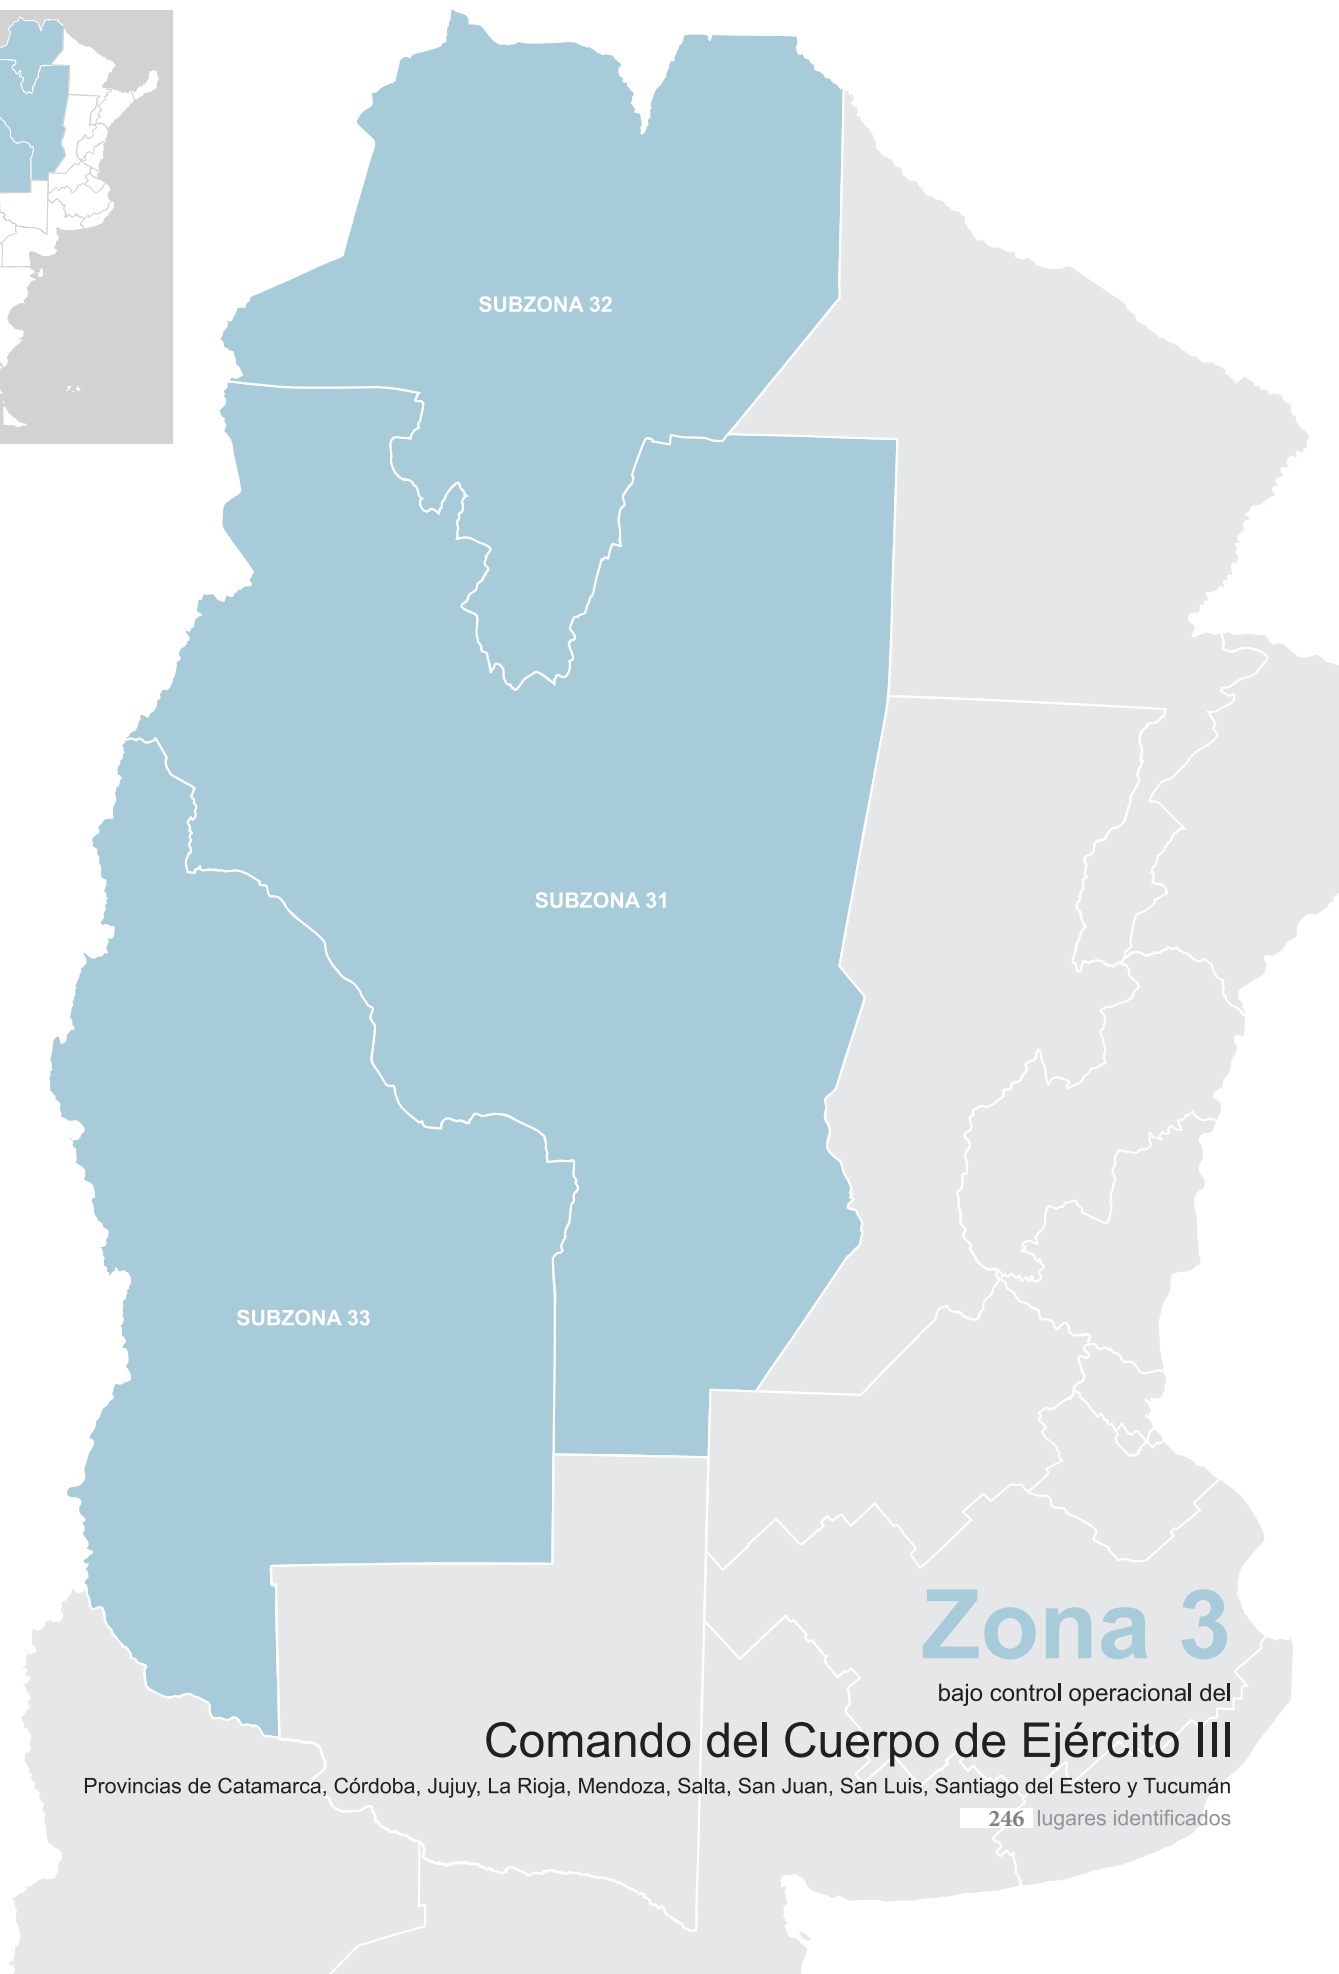 SUBZONA 32
SUBZONA 31
SUBZONA 33
Zona 3
bajo control operacional del
Comando del Cuerpo de Ejército III
Provincias de Catamarca, Córdoba, Jujuy, La Rioja, Mendoza, Salta, San Juan, San Luis, Santiago del Estero y Tucumán
246 lugares identificados